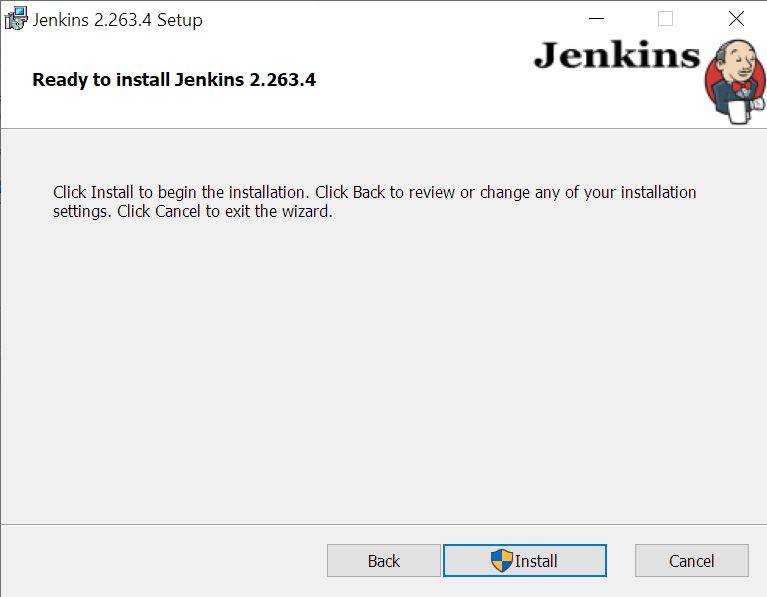 Jenkins 2.263.4 Setup
Jenkins
Ready to install Jenkins 2.263.4
Click Install to begin the installation. Click Back to review or change any of your installation
settings. Click Cancel to exit the wizard.
Back
Install
Cancel